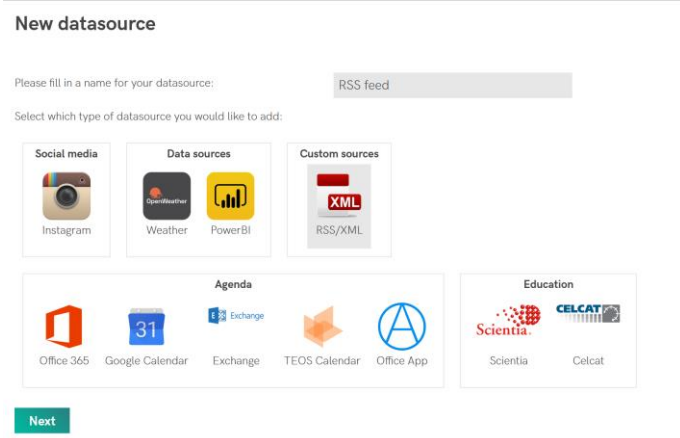 New datasource
Please fill in a name for your datasource: RSS feed
Select which type of datasource you would like to add:
Social media Data sources Custom sources
OpenWeather XML
Instagram Weather PowerBI RSS/XML
Agenda Education
31 E Exchange Scientia. CELCAT
Office 365 Google Calendar Exchange TEOS Calendar Office App Scientia Celcat
Next